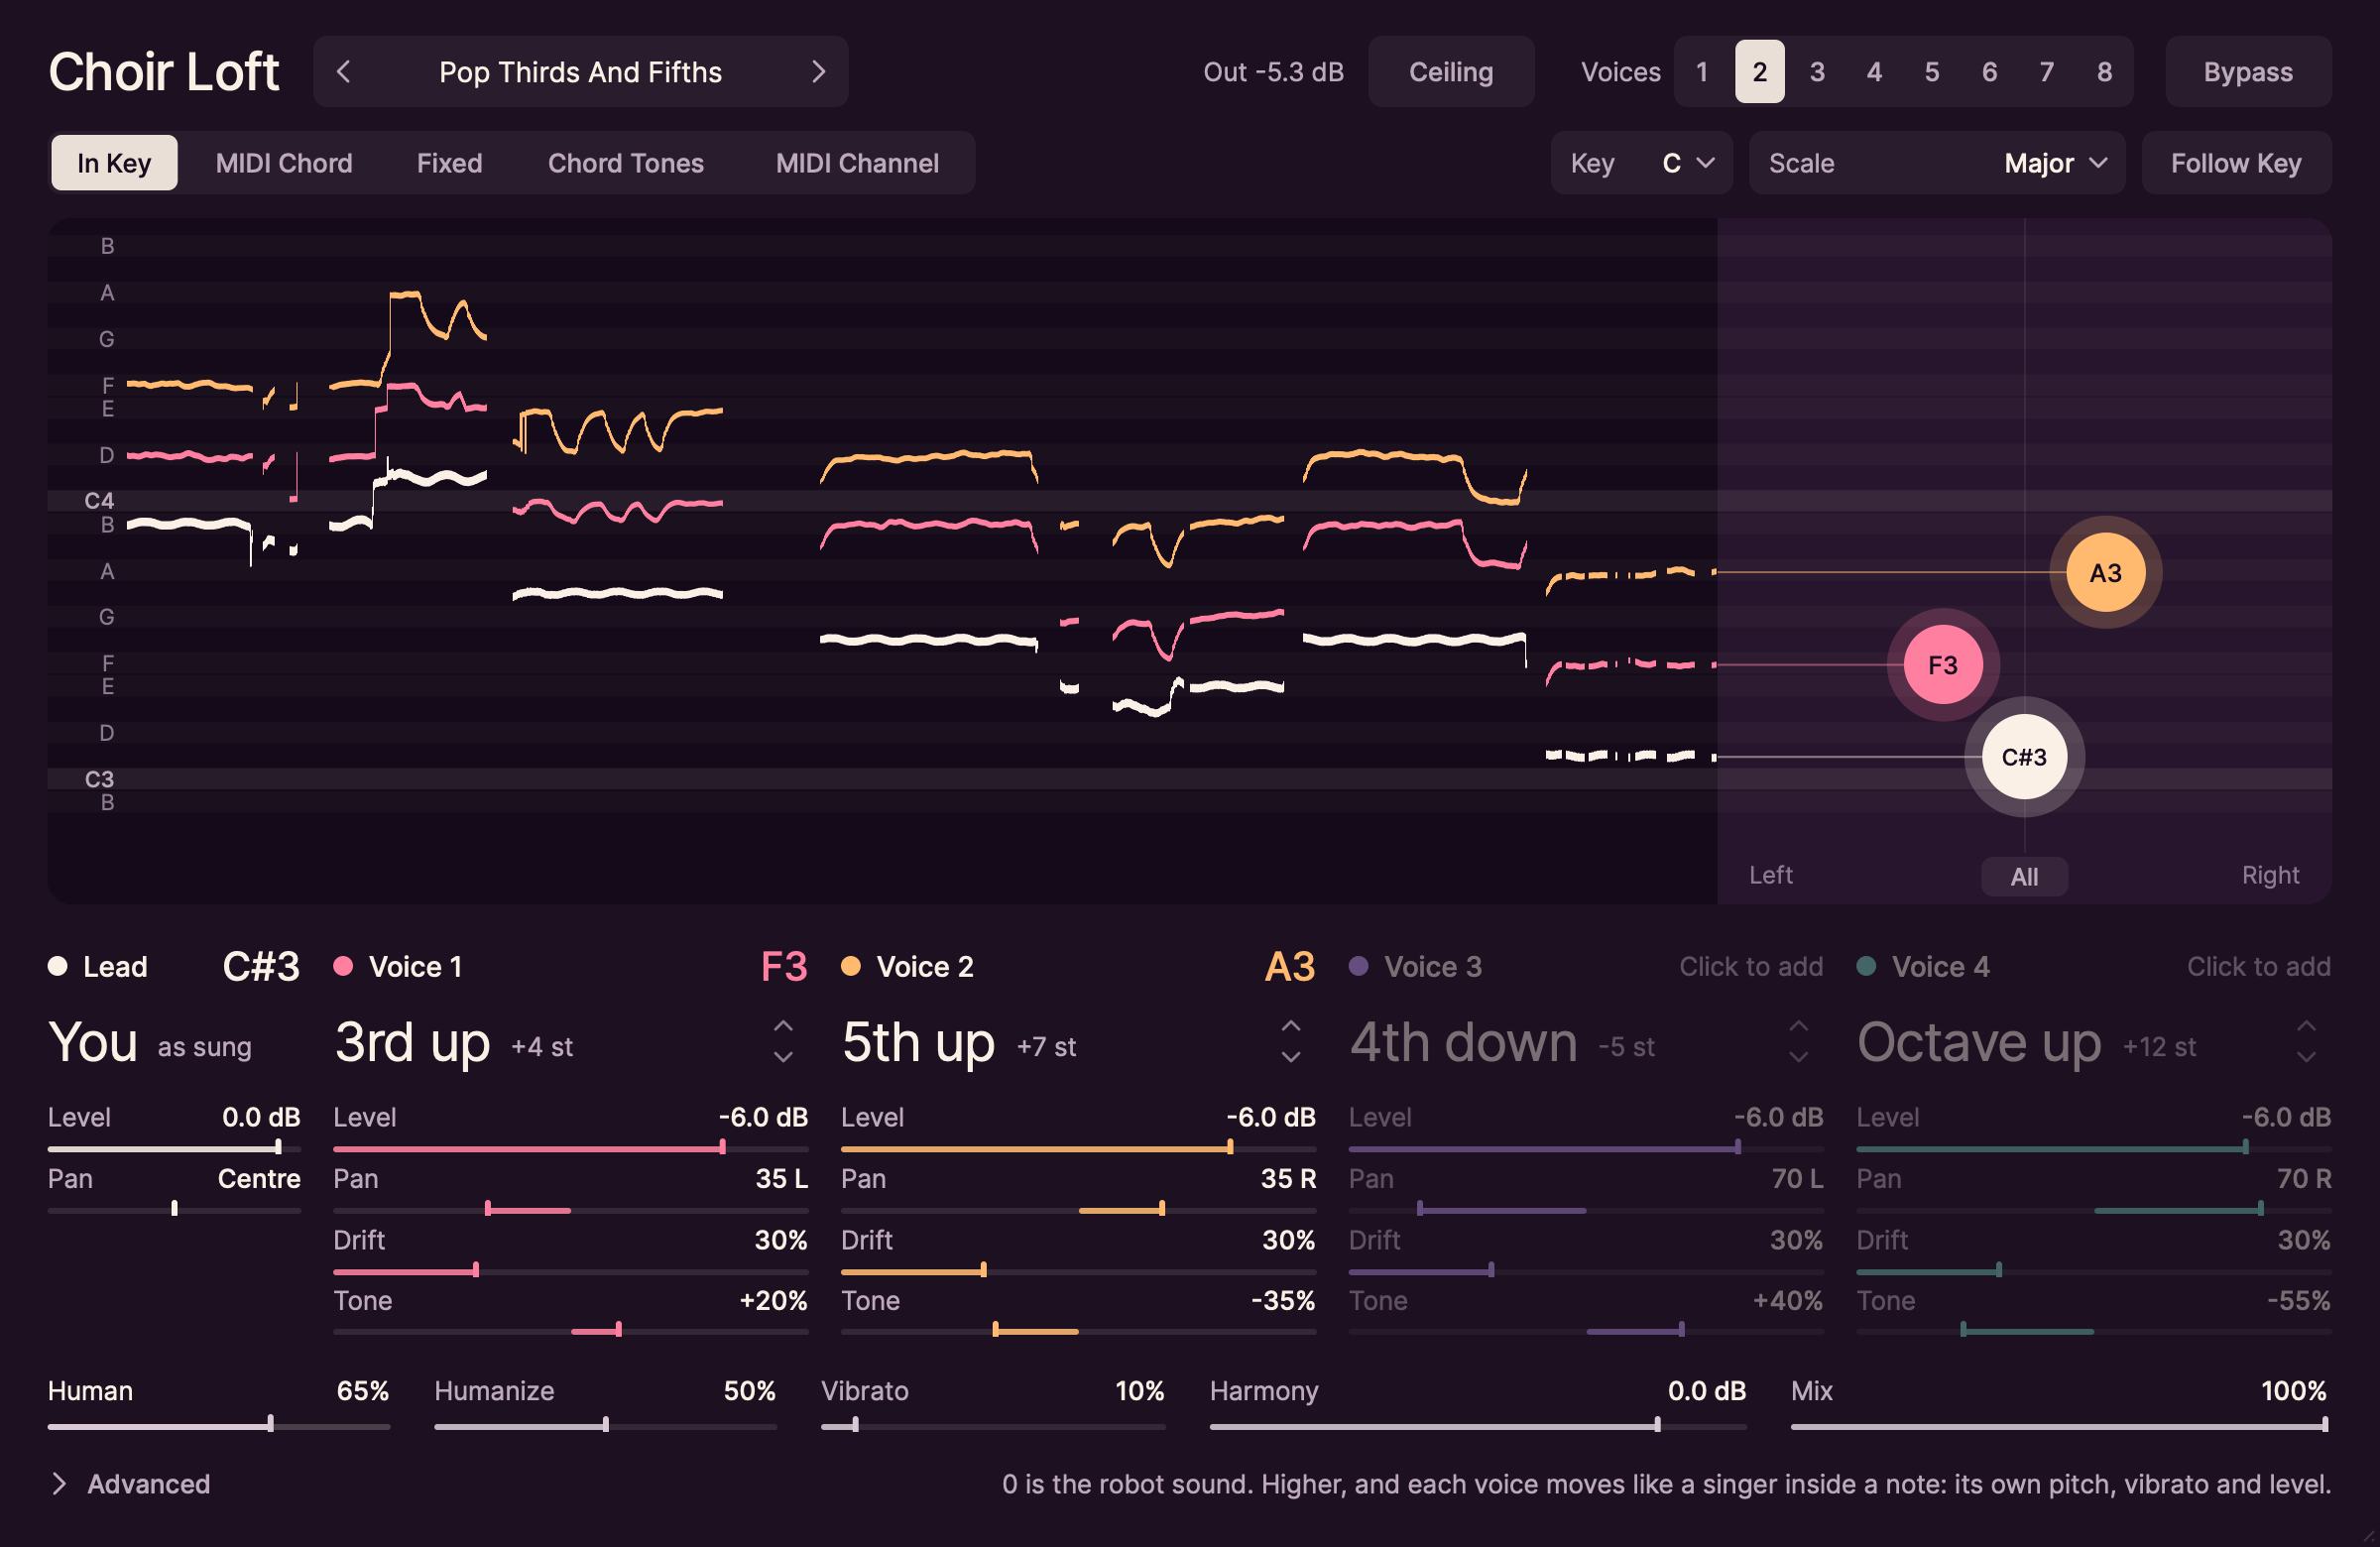 Choir Loft
Pop Thirds And Fifths
Out -5.3 dB
Ceiling
Voices 1 2 3 4 5 6 7 8
Bypass
In Key
MIDI Chord
Fixed
Chord Tones
MIDI Channel
Key C
Scale Major
Follow Key
B
A
G
F
E
D
C4
B
A
G
F
E
D
C3
B
A3
F3
C#3
Left
All
Right
Lead C#3
You as sung
Level 0.0 dB
Pan Centre
Voice 1 F3
3rd up +4 st
Level -6.0 dB
Pan 35 L
Drift 30%
Tone +20%
Voice 2 A3
5th up +7 st
Level -6.0 dB
Pan 35 R
Drift 30%
Tone -35%
Voice 3 Click to add
4th down -5 st
Level -6.0 dB
Pan 70 L
Drift 30%
Tone +40%
Voice 4 Click to add
Octave up +12 st
Level -6.0 dB
Pan 70 R
Drift 30%
Tone -55%
Human 65%
Humanize 50%
Vibrato 10%
Harmony 0.0 dB
Mix 100%
Advanced
0 is the robot sound. Higher, and each voice moves like a singer inside a note: its own pitch, vibrato and level.